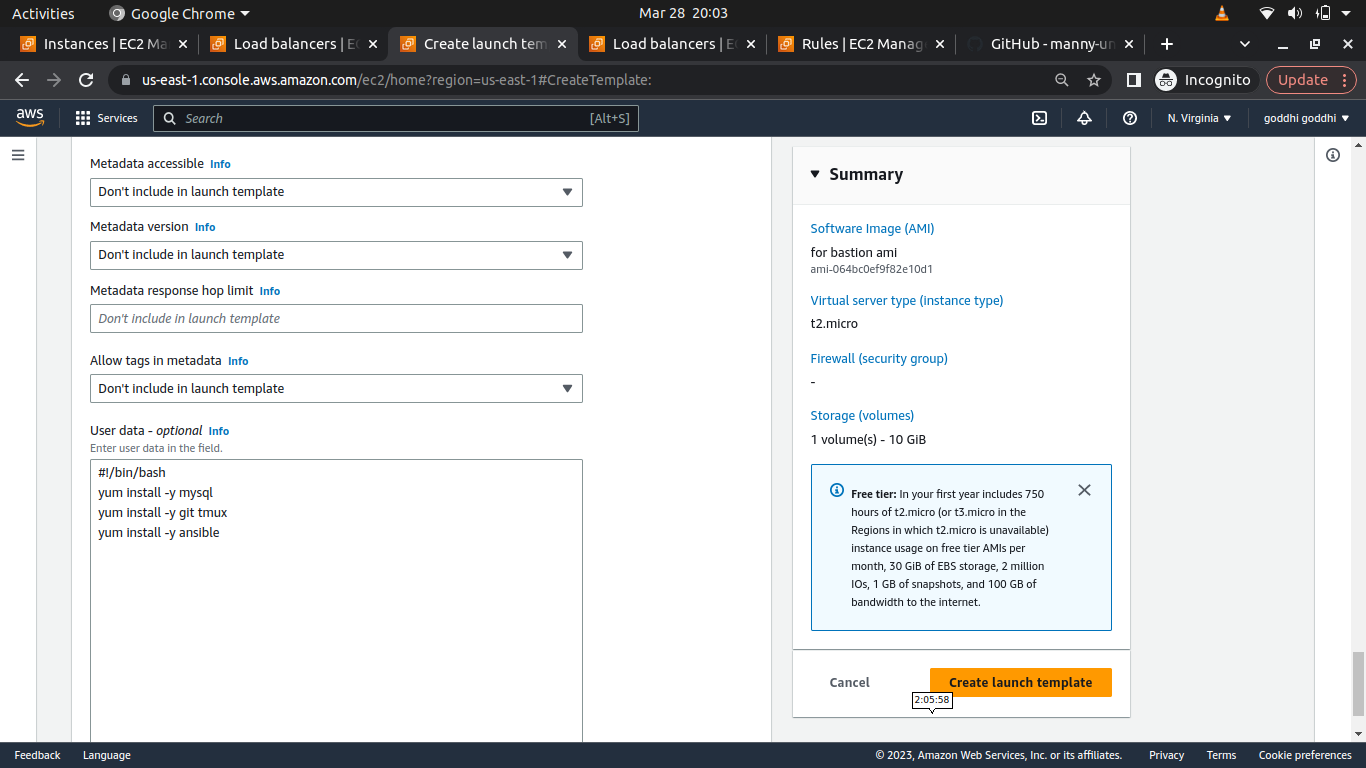 Activities
Google Chrome
Mar 28 20:03
Instances | EC2 Ma
Load balancers | EC
Create launch tem
Load balancers | EC
Rules | EC2 Manag
GitHub - manny-un
us-east-1.console.aws.amazon.com/ec2/home?region=us-east-1#CreateTemplate:
Incognito
Update
aws
Services
Search
[Alt+S]
N. Virginia
goddhi goddhi
Metadata accessible Info
Don't include in launch template
Metadata version Info
Don't include in launch template
Metadata response hop limit Info
Don't include in launch template
Allow tags in metadata Info
Don't include in launch template
User data - optional Info
Enter user data in the field.
#!/bin/bash
yum install -y mysql
yum install -y git tmux
yum install -y ansible
Summary
Software Image (AMI)
for bastion ami
ami-064bc0ef9f82e10d1
Virtual server type (instance type)
t2.micro
Firewall (security group)
-
Storage (volumes)
1 volume(s) - 10 GiB
Free tier: In your first year includes 750
hours of t2.micro (or t3.micro in the
Regions in which t2.micro is unavailable)
instance usage on free tier AMIs per
month, 30 GiB of EBS storage, 2 million
IOs, 1 GB of snapshots, and 100 GB of
bandwidth to the internet.
Cancel
Create launch template
2:05:58
Feedback
Language
© 2023, Amazon Web Services, Inc. or its affiliates.
Privacy
Terms
Cookie preferences